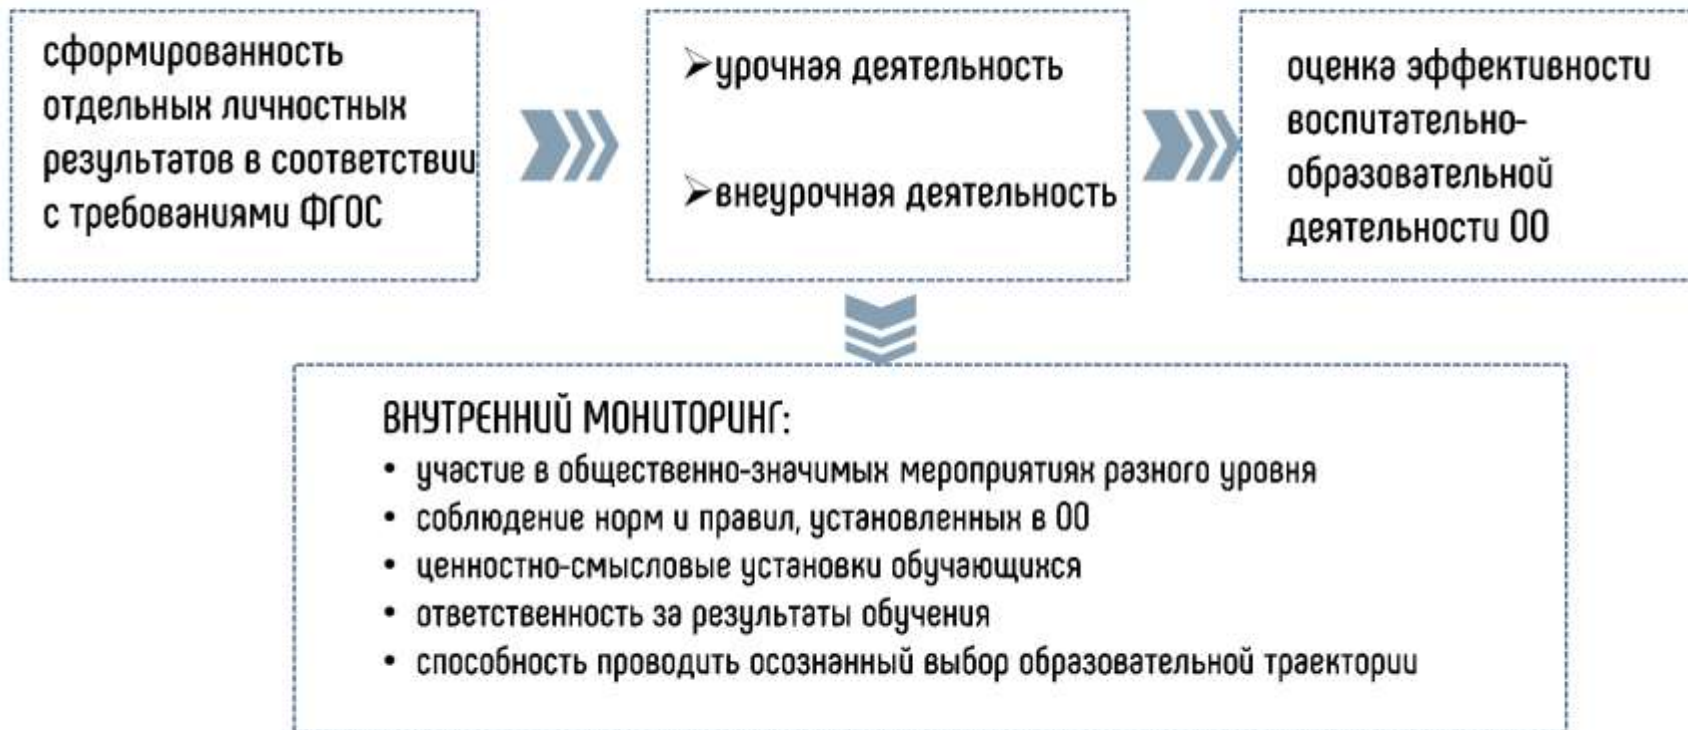 сформированность
отдельных личностных
результатов в соответствии
с требованиями ФГОС
➢урочная деятельность
➢внеурочная деятельность
оценка эффективности
воспитательно-
образовательной
деятельности ОО
ВНУТРЕННИЙ МОНИТОРИНГ:
• участие в общественно-значимых мероприятиях разного уровня
• соблюдение норм и правил, установленных в ОО
• ценностно-смысловые установки обучающихся
• ответственность за результаты обучения
• способность проводить осознанный выбор образовательной траектории